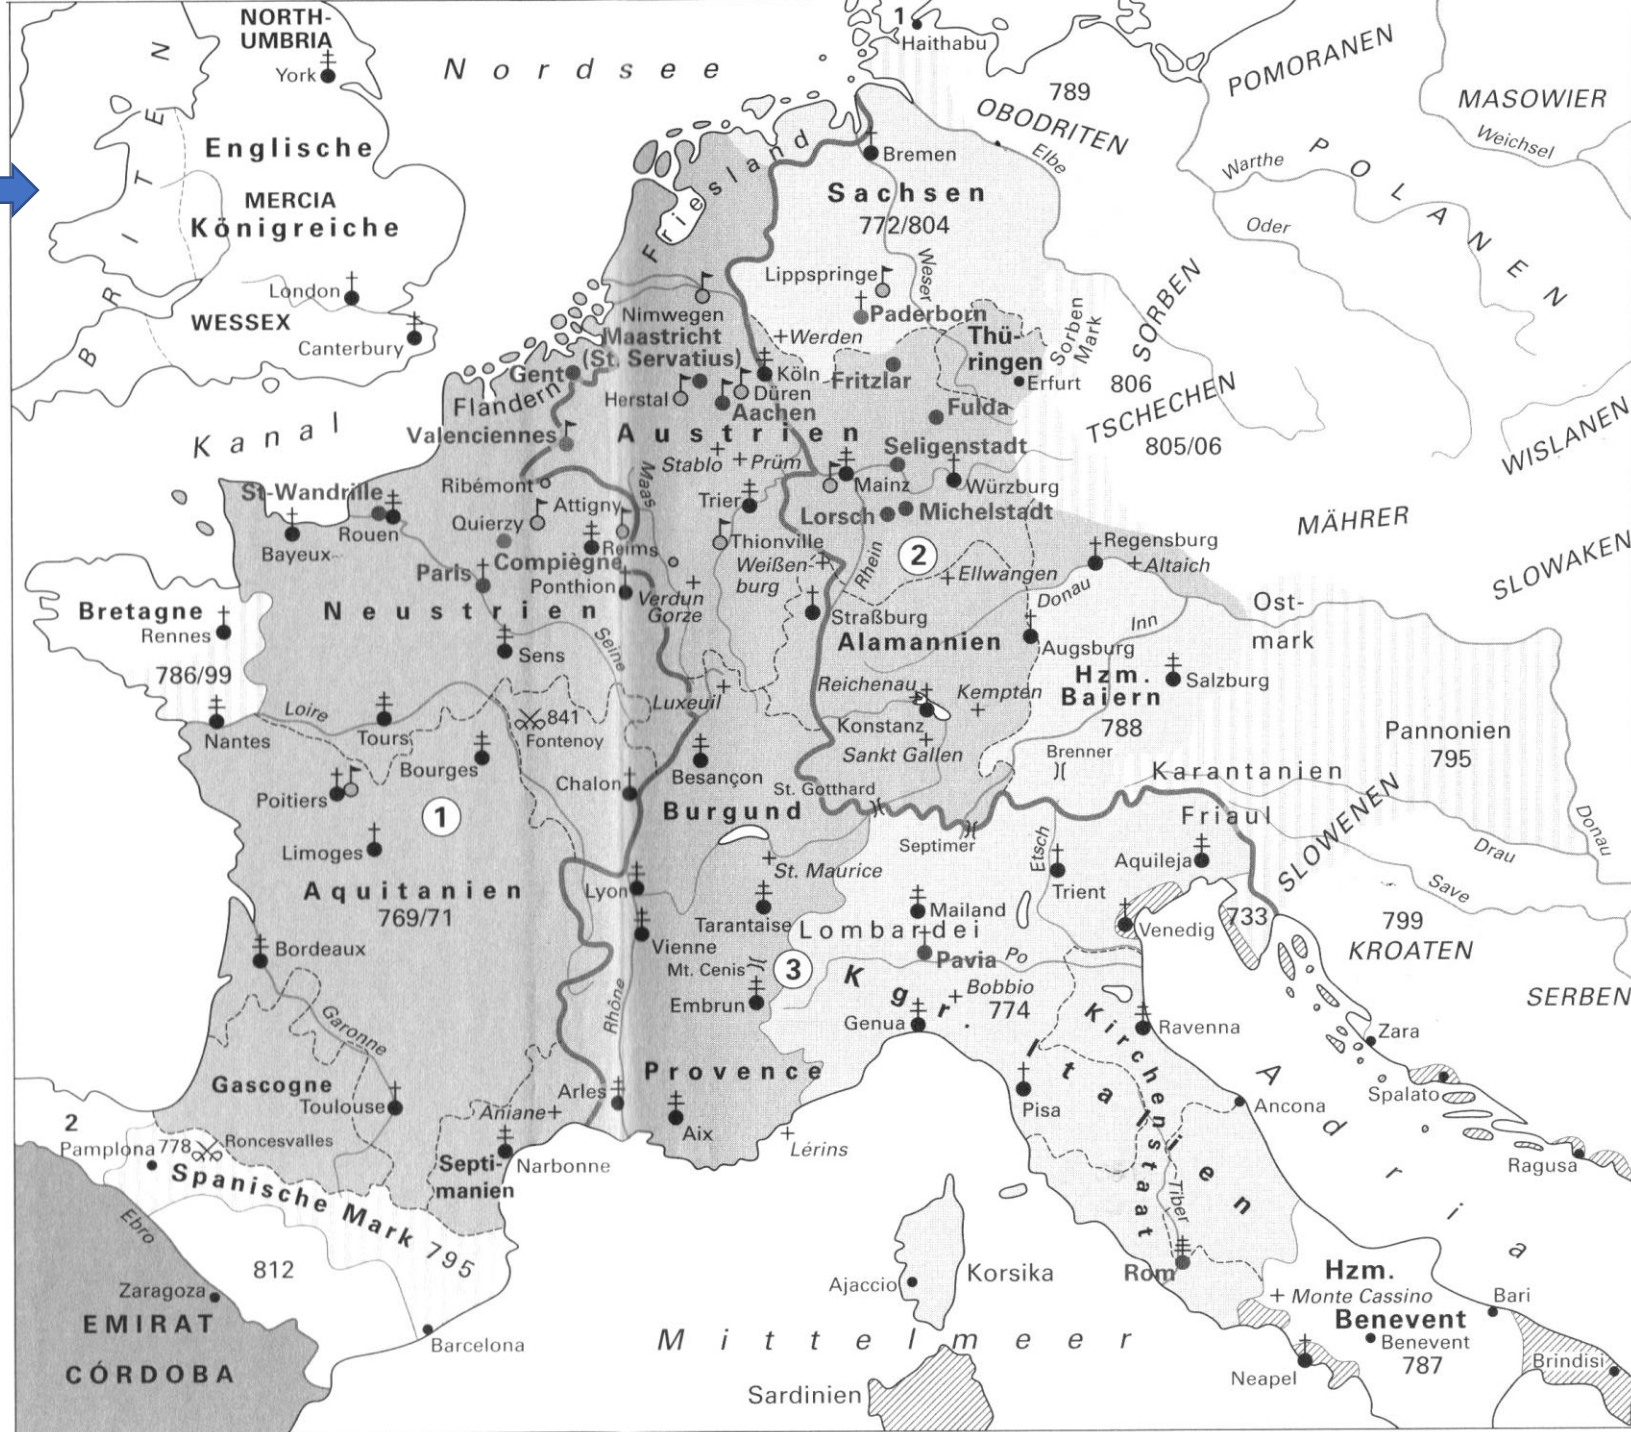 NORTH-
UMBRIA
York
Nordsee
1
Haithabu
789
OBODRITEN
POMORANEN
MASOWIER
Weichsel
BRITEN
Englische
MERCIA
Königreiche
London
WESSEX
Canterbury
Friesland
Bremen
Sachsen
772/804
Elbe
Warthe
POLANEN
Oder
Lippspringe
Weser
Nimwegen
Paderborn
Maastricht
(St. Servatius)
Werden
Thü-
ringen
Sorben
Mark
SORBEN
Gent
Köln
Fritzlar
Erfurt
806
Flandern
Herstal
Düren
Aachen
Fulda
TSCHECHEN
805/06
WISLANEN
Kanal
Valenciennes
Austrien
Seligenstadt
Stablo
Prüm
Maas
Ribémont
Mainz
Würzburg
St-Wandrille
Attigny
Trier
Quierzy
Lorsch
Michelstadt
Rouen
Bayeux
Reims
Thionville
MÄHRER
Compiègne
Paris
Ponthion
Weißen-
burg
Rhein
2
Ellwangen
Regensburg
Altaich
SLOWAKEN
Verdun
Gorze
Donau
Bretagne
Rennes
Neustrien
Straßburg
Ost-
mark
Inn
786/99
Sens
Seine
Alamannien
Augsburg
Hzm.
Baiern
788
Salzburg
Reichenau
Kempten
Luxeuil
Loire
Nantes
Tours
841
Fontenoy
Konstanz
Sankt Gallen
Brenner
Pannonien
795
Bourges
Chalon
Besançon
St. Gotthard
Karantanien
Poitiers
1
Burgund
Friaul
SLOWENEN
Donau
Septimer
Etsch
Drau
Limoges
Aquileja
St. Maurice
Aquitanien
769/71
Lyon
Trient
Save
Tarantaise
Mailand
733
799
KROATEN
Lombardei
Venedig
Vienne
Bordeaux
Mt. Cenis
3
Pavia
Po
Embrun
Kgr. Italien
Bobbio
774
SERBEN
Genua
Kirchenstaat
Ravenna
Rhône
Garonne
Zara
Gascogne
Provence
Adria
Toulouse
Arles
Aniane
Pisa
Ancona
Spalato
2
Pamplona
778
Roncesvalles
Aix
Lérins
Septi-
manien
Narbonne
Ragusa
Spanische Mark 795
Tiber
Ebro
812
Rom
Ajaccio
Korsika
Hzm.
Benevent
Monte Cassino
Bari
Zaragoza
EMIRAT
CÓRDOBA
Barcelona
Mittelmeer
Benevent
787
Neapel
Brindisi
Sardinien